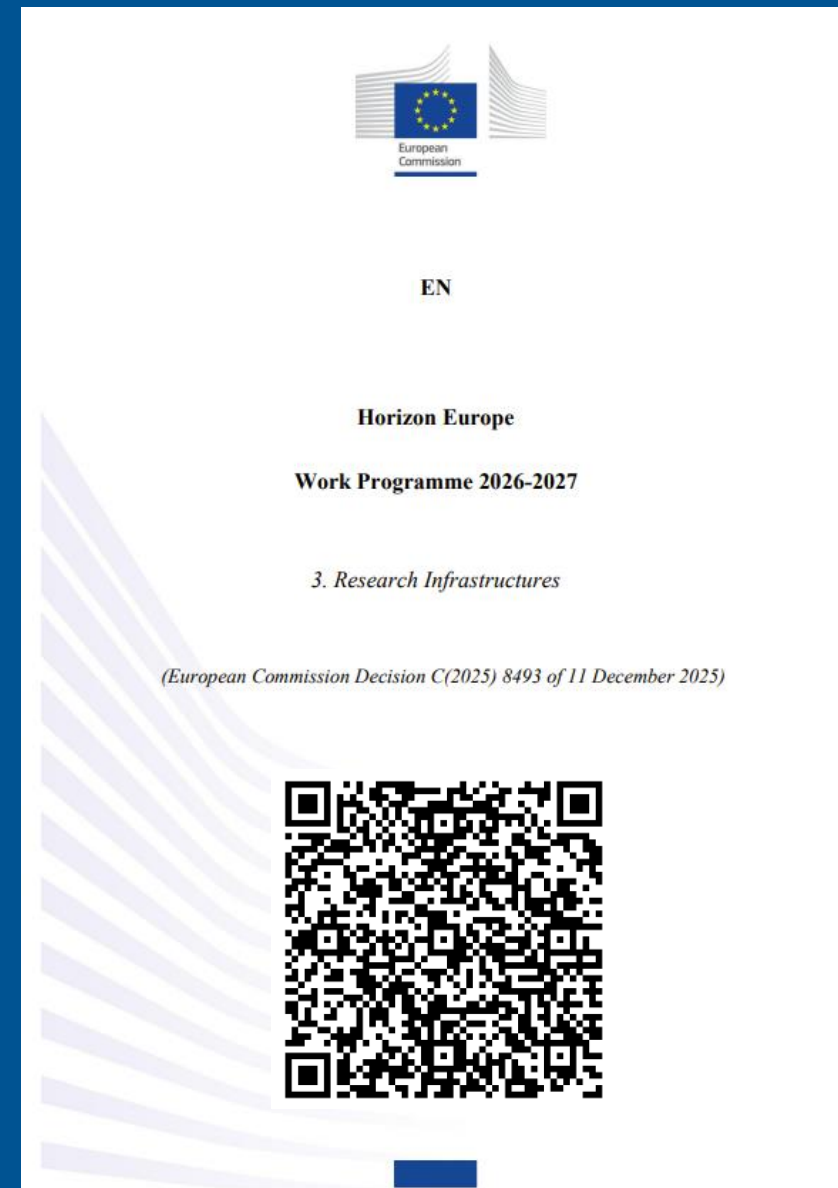 European
Commission
EN
Horizon Europe
Work Programme 2026-2027
3. Research Infrastructures
(European Commission Decision C(2025) 8493 of 11 December 2025)